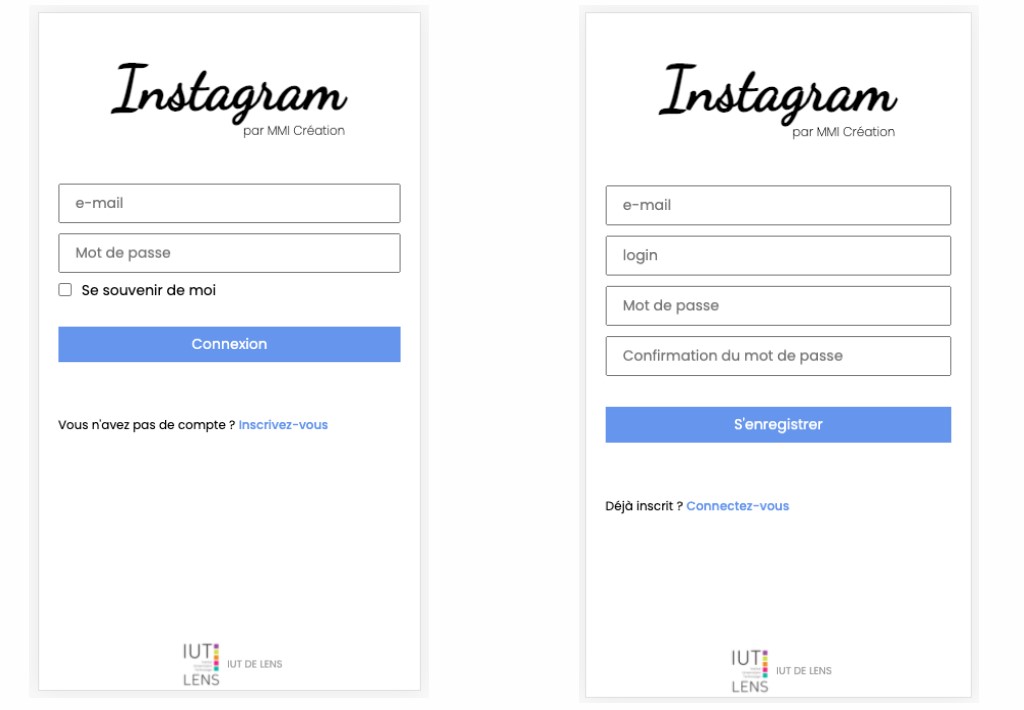 Instagram
par MMI Création
e-mail
Mot de passe
Se souvenir de moi
Connexion
Vous n'avez pas de compte ? Inscrivez-vous
IUT
LENS
IUT DE LENS
Instagram
par MMI Création
e-mail
login
Mot de passe
Confirmation du mot de passe
S'enregistrer
Déjà inscrit ? Connectez-vous
IUT
LENS
IUT DE LENS